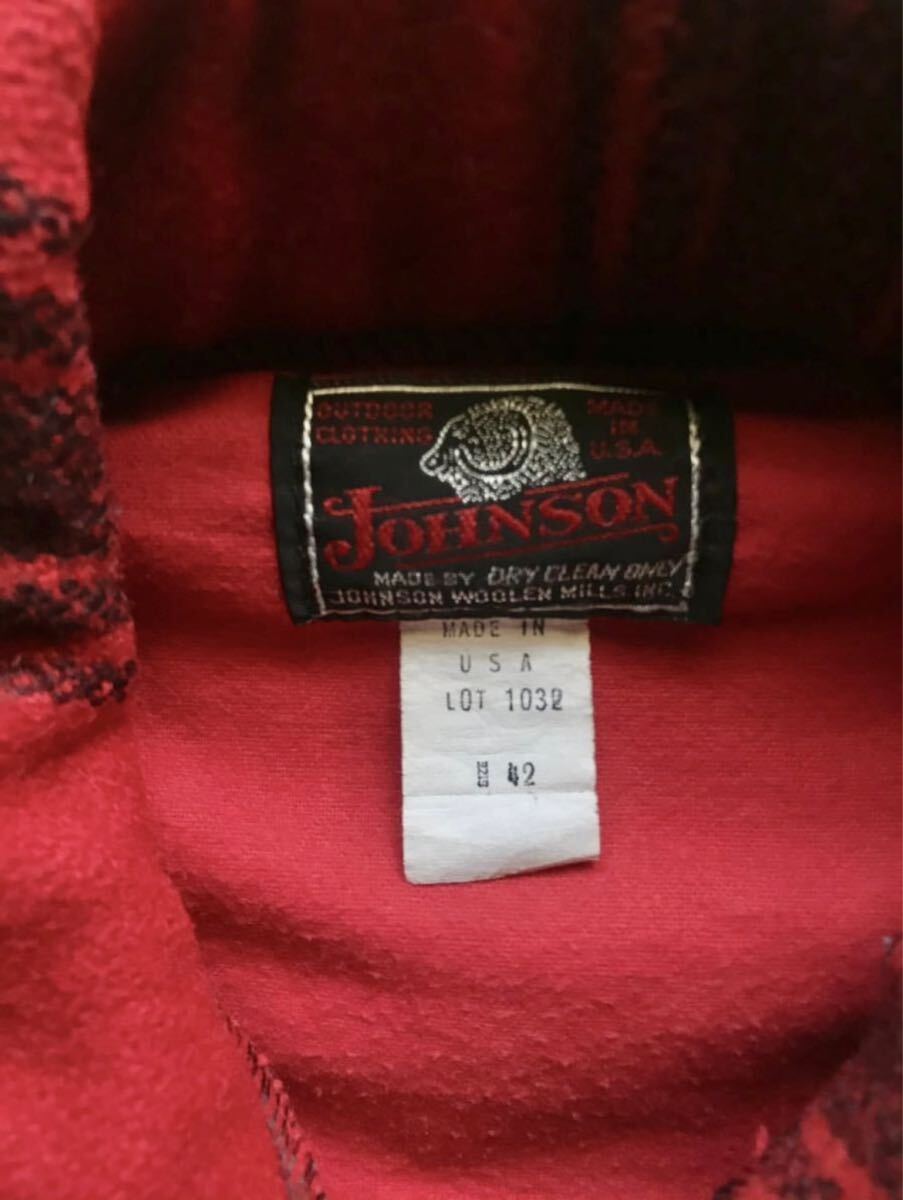 OUTDOOR
CLOTHING
MADE
IN
U.S.A.
JOHNSON
MADE BY DRY CLEAN ONLY
JOHNSON WOOLEN MILLS, INC.
MADE IN
U S A
LOT 1032
SIZE 42